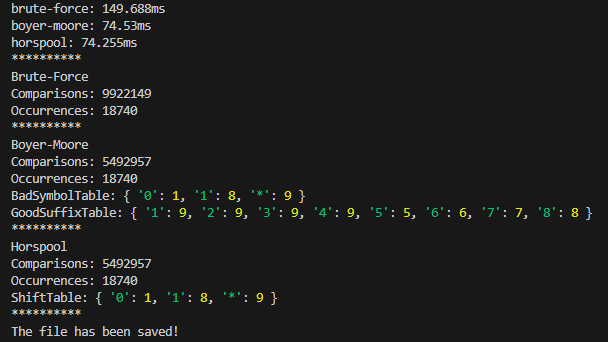 brute-force: 149.688ms
boyer-moore: 74.53ms
horspool: 74.255ms
**********
Brute-Force
Comparisons: 9922149
Occurrences: 18740
**********
Boyer-Moore
Comparisons: 5492957
Occurrences: 18740
BadSymbolTable: { '0': 1, '1': 8, '*': 9 }
GoodSuffixTable: { '1': 9, '2': 9, '3': 9, '4': 9, '5': 5, '6': 6, '7': 7, '8': 8 }
**********
Horspool
Comparisons: 5492957
Occurrences: 18740
ShiftTable: { '0': 1, '1': 8, '*': 9 }
**********
The file has been saved!